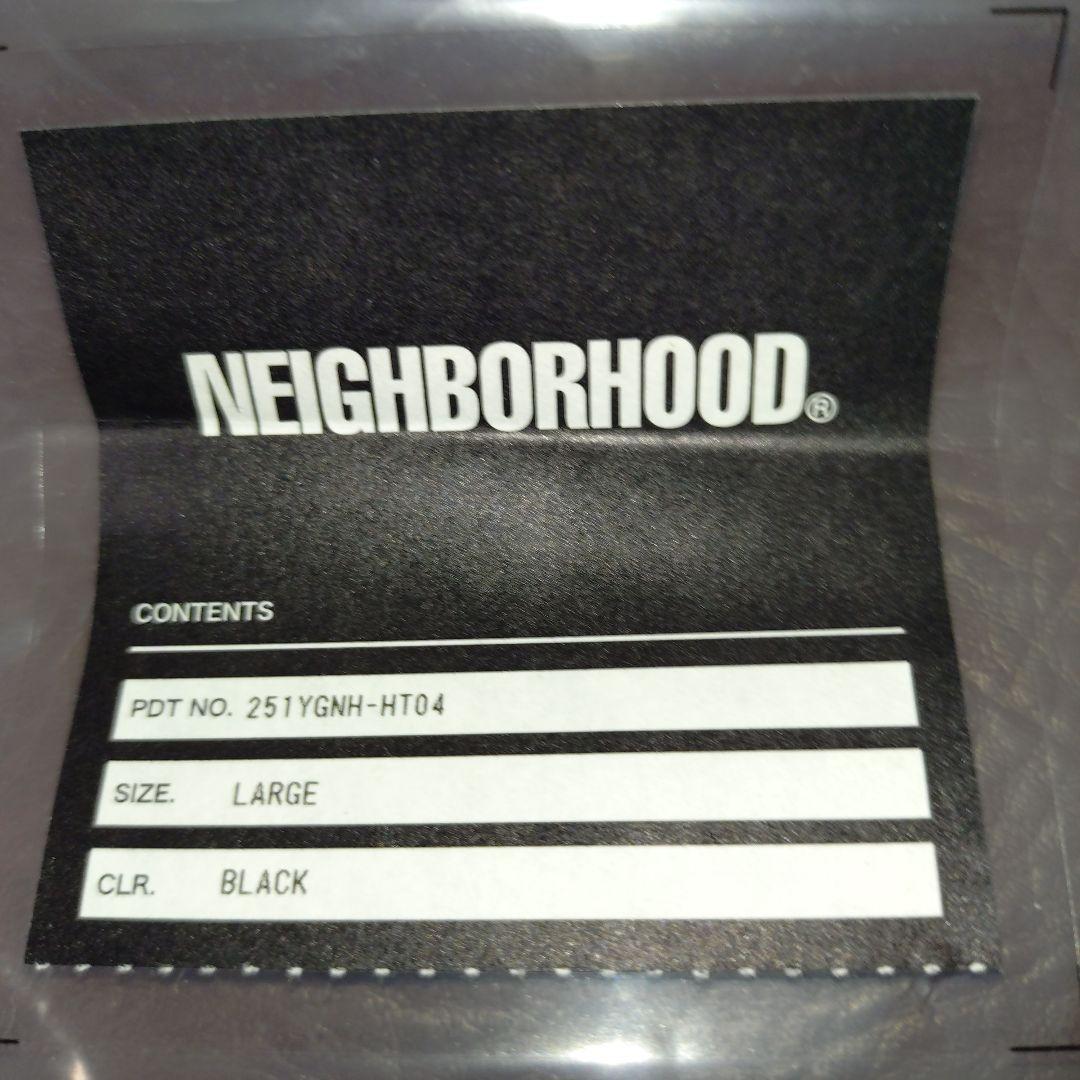 NEIGHBORHOOD®
CONTENTS
PDT NO. 251YGNH-HT04
SIZE. LARGE
CLR. BLACK